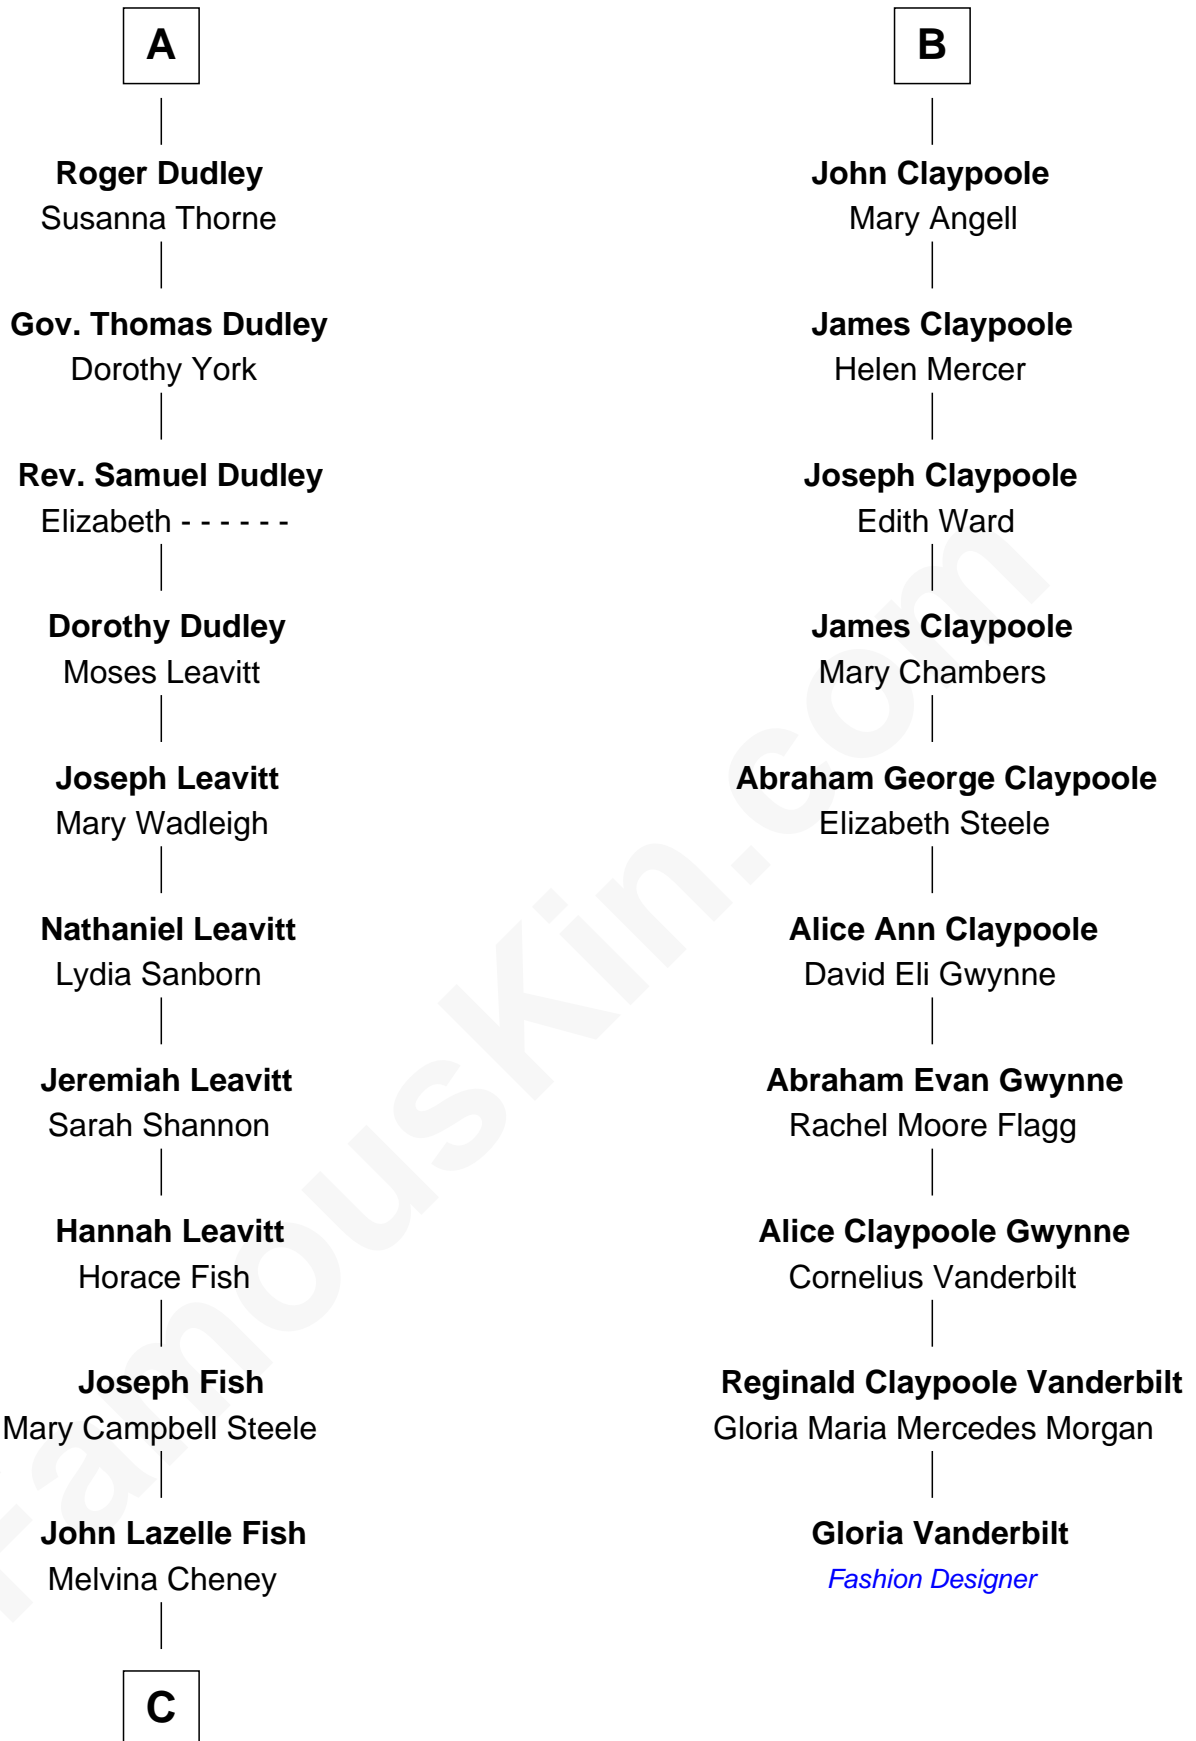 A
Roger Dudley
Susanna Thorne
Gov. Thomas Dudley
Dorothy York
Rev. Samuel Dudley
Elizabeth - - - - - -
Dorothy Dudley
Moses Leavitt
Joseph Leavitt
Mary Wadleigh
Nathaniel Leavitt
Lydia Sanborn
Jeremiah Leavitt
Sarah Shannon
Hannah Leavitt
Horace Fish
Joseph Fish
Mary Campbell Steele
John Lazelle Fish
Melvina Cheney
C
B
John Claypoole
Mary Angell
James Claypoole
Helen Mercer
Joseph Claypoole
Edith Ward
James Claypoole
Mary Chambers
Abraham George Claypoole
Elizabeth Steele
Alice Ann Claypoole
David Eli Gwynne
Abraham Evan Gwynne
Rachel Moore Flagg
Alice Claypoole Gwynne
Cornelius Vanderbilt
Reginald Claypoole Vanderbilt
Gloria Maria Mercedes Morgan
Gloria Vanderbilt
Fashion Designer
FamousKin.com